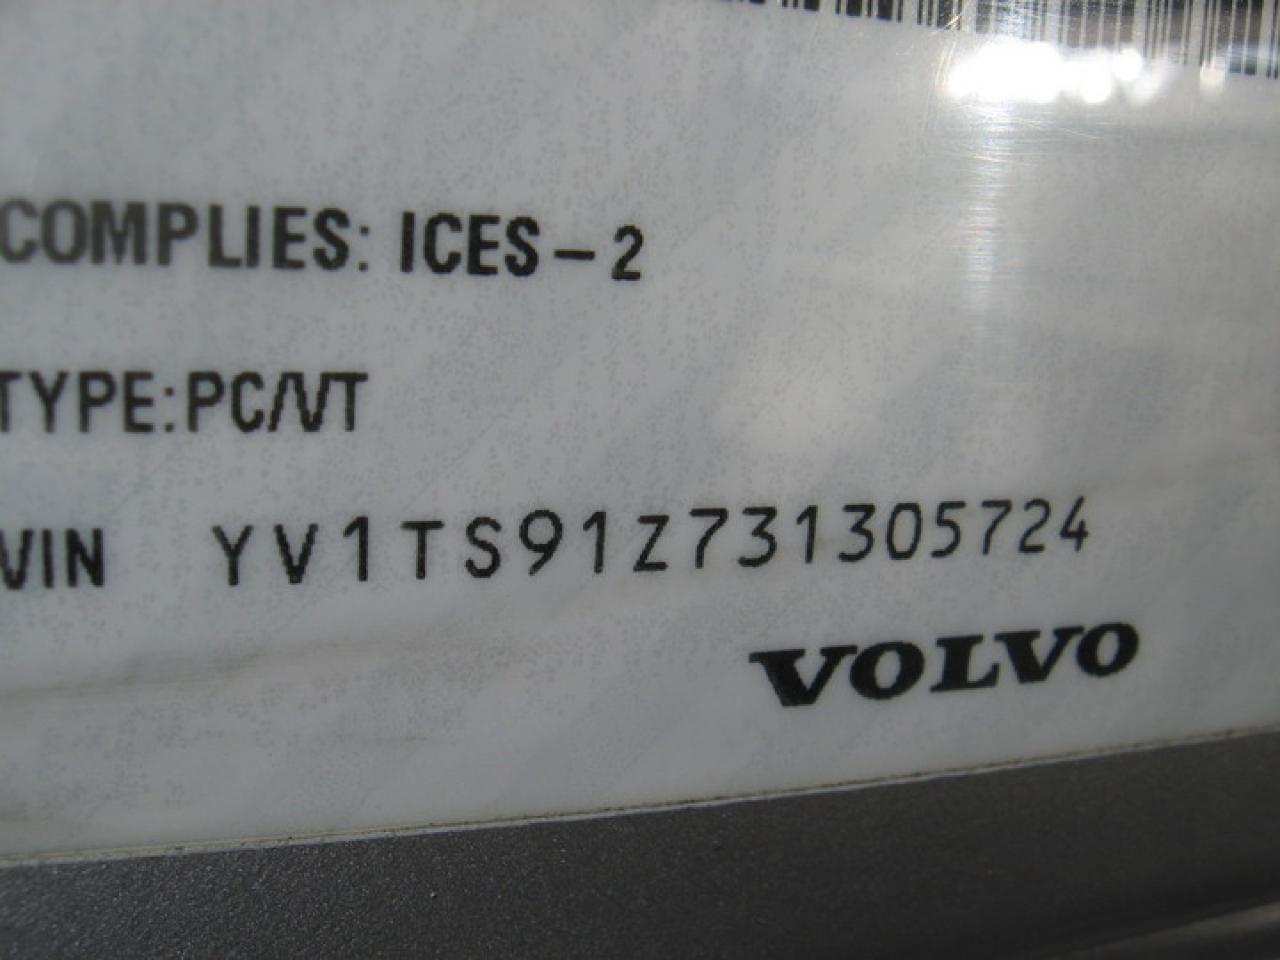 COMPLIES: ICES-2
TYPE: PC/VT
VIN YV1TS91Z731305724
VOLVO